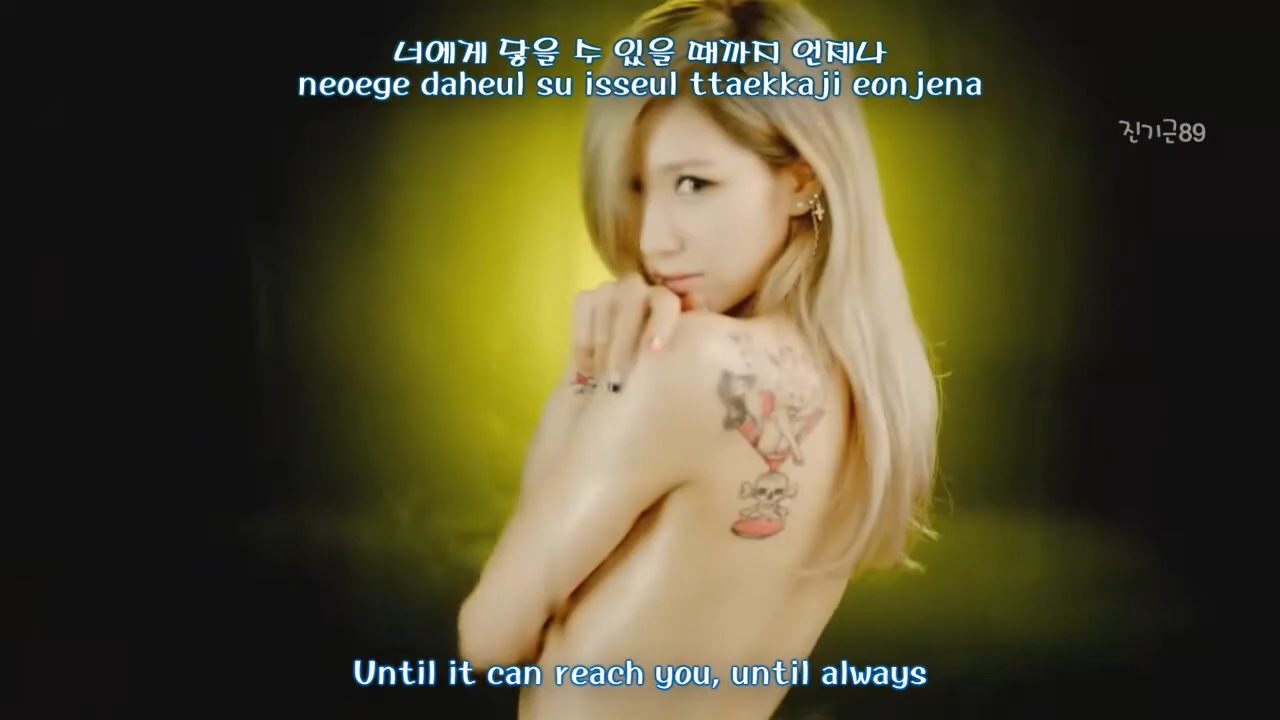 너에게 닿을 수 있을 때까지 언제나
neoege daheul su isseul ttaekkaji eonjena
진기근89
Until it can reach you, until always